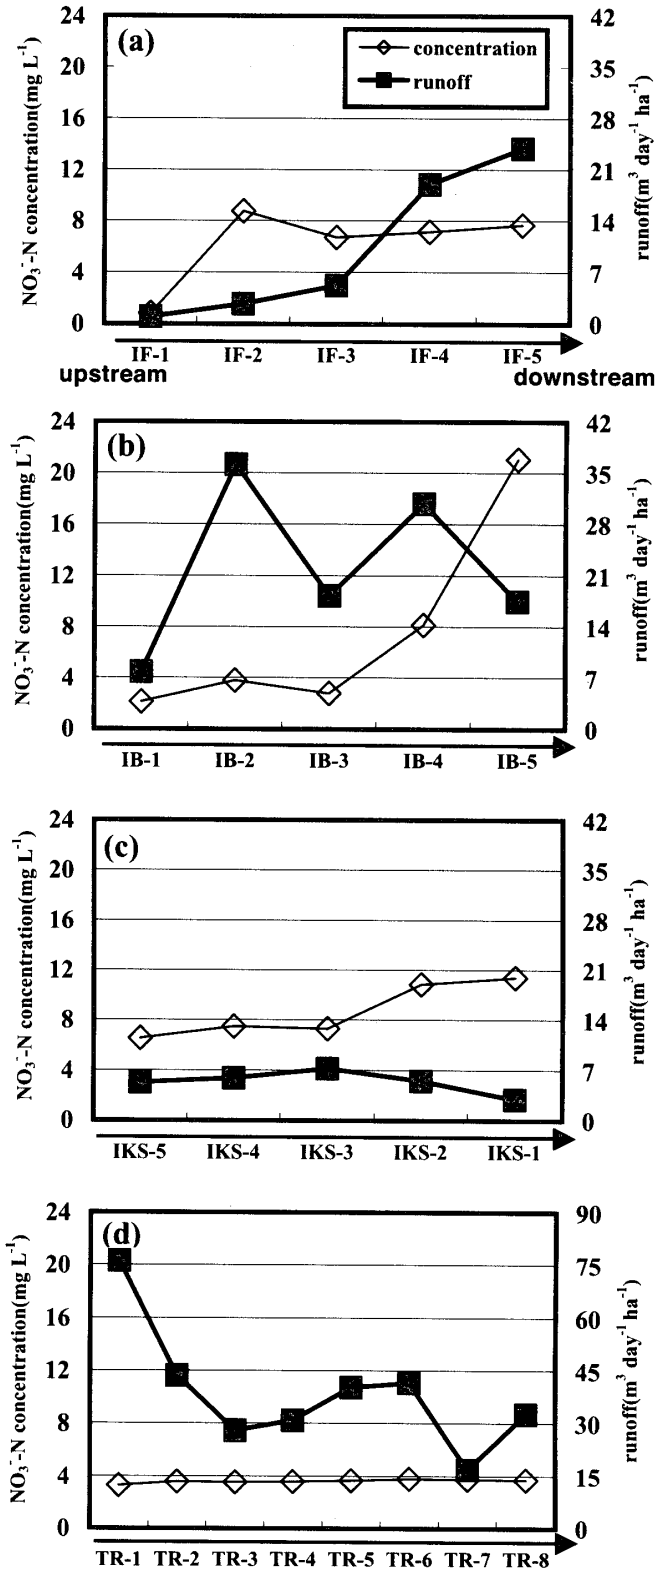 (a)
concentration
runoff
NO3--N concentration(mg L-1)
24
20
16
12
8
4
0
42
35
28
21
14
7
0
runoff(m3 day-1 ha-1)
IF-1 IF-2 IF-3 IF-4 IF-5
upstream downstream
(b)
NO3--N concentration(mg L-1)
24
20
16
12
8
4
0
42
35
28
21
14
7
0
runoff(m3 day-1 ha-1)
IB-1 IB-2 IB-3 IB-4 IB-5
(c)
NO3--N concentration(mg L-1)
24
20
16
12
8
4
0
42
35
28
21
14
7
0
runoff(m3 day-1 ha-1)
IKS-5 IKS-4 IKS-3 IKS-2 IKS-1
(d)
NO3--N concentration(mg L-1)
24
20
16
12
8
4
0
90
75
60
45
30
15
0
runoff(m3 day-1 ha-1)
TR-1 TR-2 TR-3 TR-4 TR-5 TR-6 TR-7 TR-8